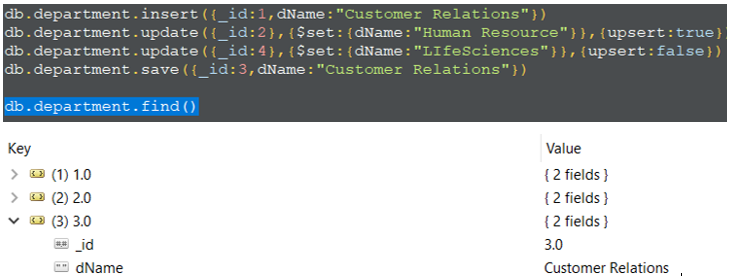 db.department.insert({_id:1,dName:"Customer Relations"})
db.department.update({_id:2},{$set:{dName:"Human Resource"}},{upsert:true})
db.department.update({_id:4},{$set:{dName:"LIfeSciences"}},{upsert:false})
db.department.save({_id:3,dName:"Customer Relations"})
db.department.find()
Key Value
(1) 1.0 { 2 fields }
(2) 2.0 { 2 fields }
(3) 3.0 { 2 fields }
_id 3.0
dName Customer Relations